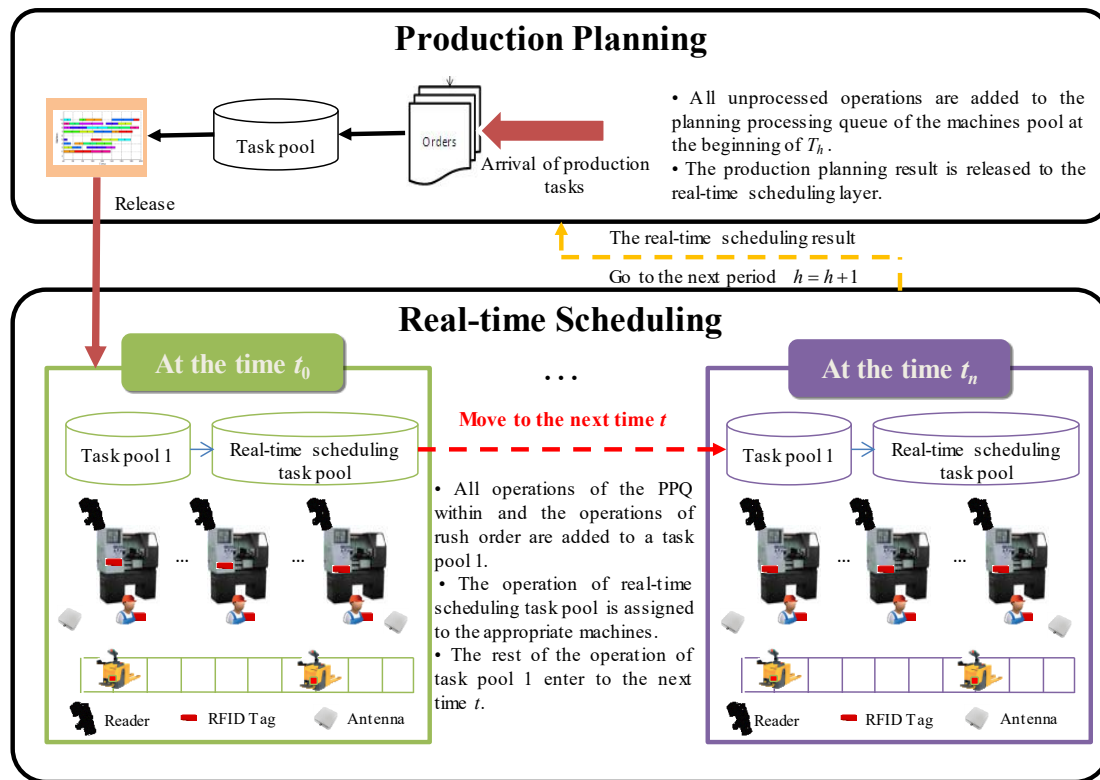 Production Planning
Orders
Task pool
Arrival of production
tasks
• All unprocessed operations are added to the
planning processing queue of the machines pool at
the beginning of Th .
• The production planning result is released to the
real-time scheduling layer.
Release
The real-time scheduling result
Go to the next period h = h+1
Real-time Scheduling
At the time t0
...
At the time tn
Task pool 1
Real-time scheduling
task pool
Move to the next time t
Task pool 1
Real-time scheduling
task pool
• All operations of the PPQ
within and the operations of
rush order are added to a task
pool 1.
• The operation of real-time
scheduling task pool is assigned
to the appropriate machines.
• The rest of the operation of
task pool 1 enter to the next
time t.
... ...
... ...
Reader RFID Tag Antenna
Reader RFID Tag Antenna